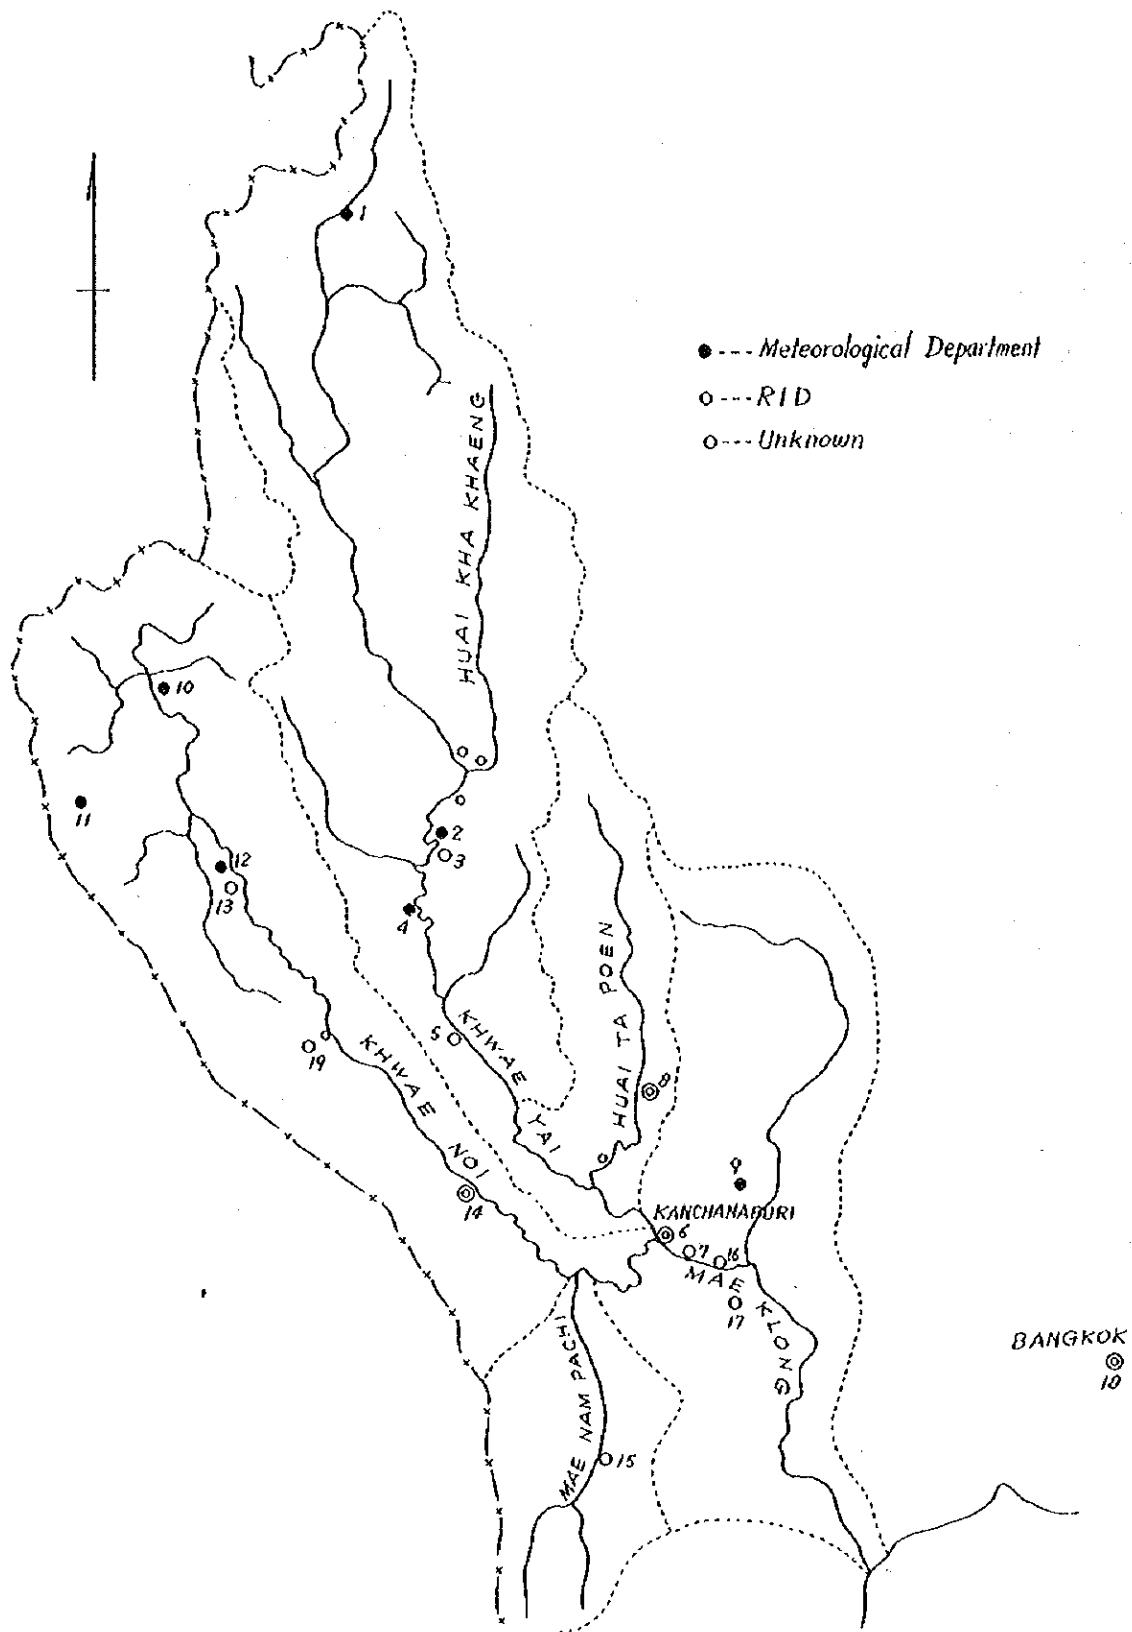 1
● --- Meteorological Department
○ --- RID
○ --- Unknown
HUAI KHA KHAENG
10
11
2
3
12
13
4
HUAI TA POEN
5
KHWAE YAI
19
KHWAE NOI
8
14
9
KANCHANABURI
6
7
16
MAE KLONG
17
BANGKOK
18
MAE NAM PACHI
15